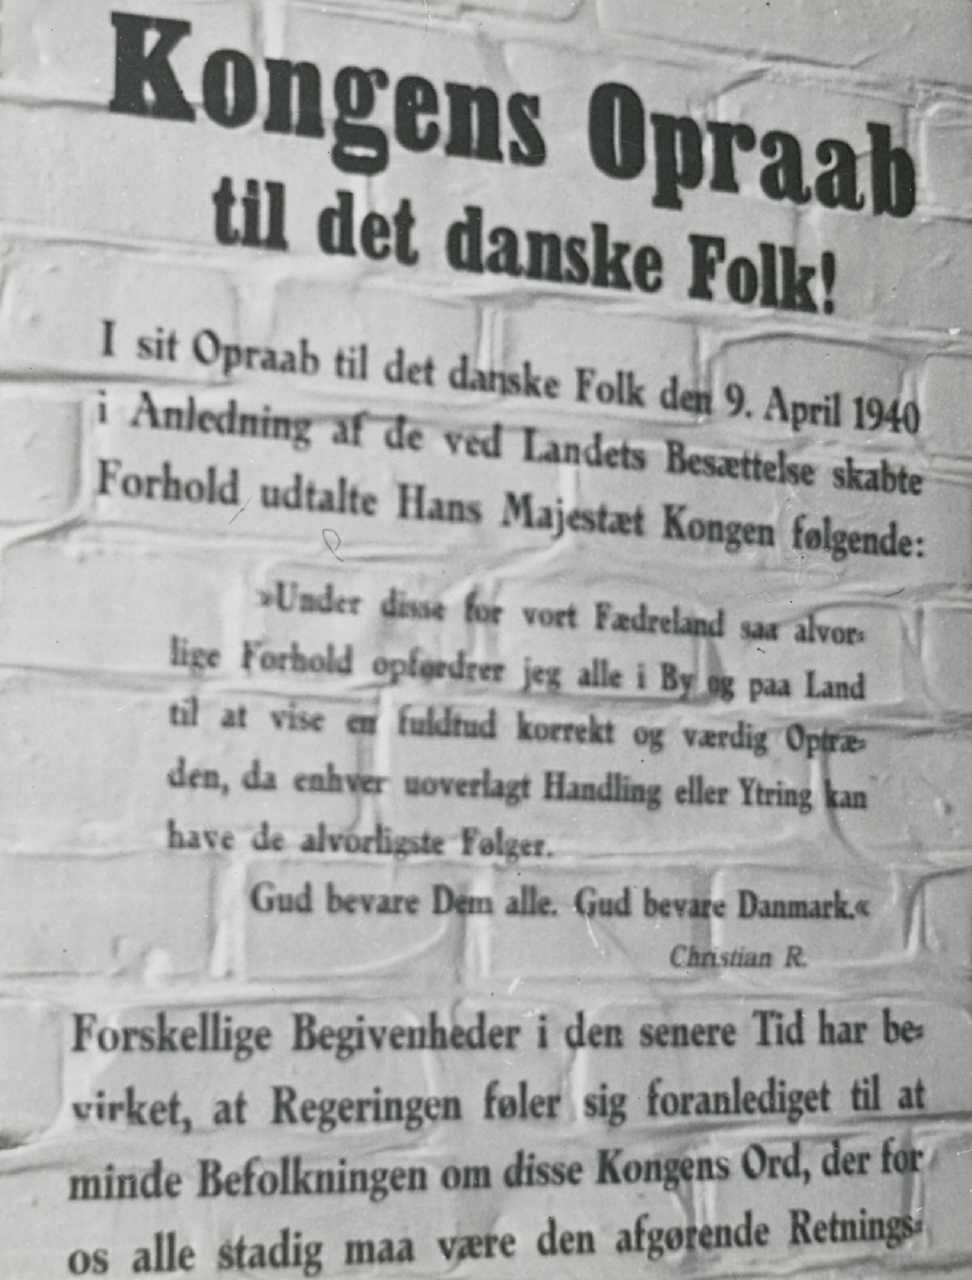 Kongens Opraab
til det danske Folk!
I sit Opraab til det danske Folk den 9. April 1940
i Anledning af de ved Landets Besættelse skabte
Forhold udtalte Hans Majestæt Kongen følgende:
»Under disse for vort Fædreland saa alvor-
lige Forhold opfordrer jeg alle i By og paa Land
til at vise en fuldtud korrekt og værdig Optræ-
den, da enhver uoverlagt Handling eller Ytring kan
have de alvorligste Følger.
Gud bevare Dem alle. Gud bevare Danmark.«
Christian R.
Forskellige Begivenheder i den senere Tid har be-
virket, at Regeringen føler sig foranlediget til at
minde Befolkningen om disse Kongens Ord, der for
os alle stadig maa være den afgørende Retnings-